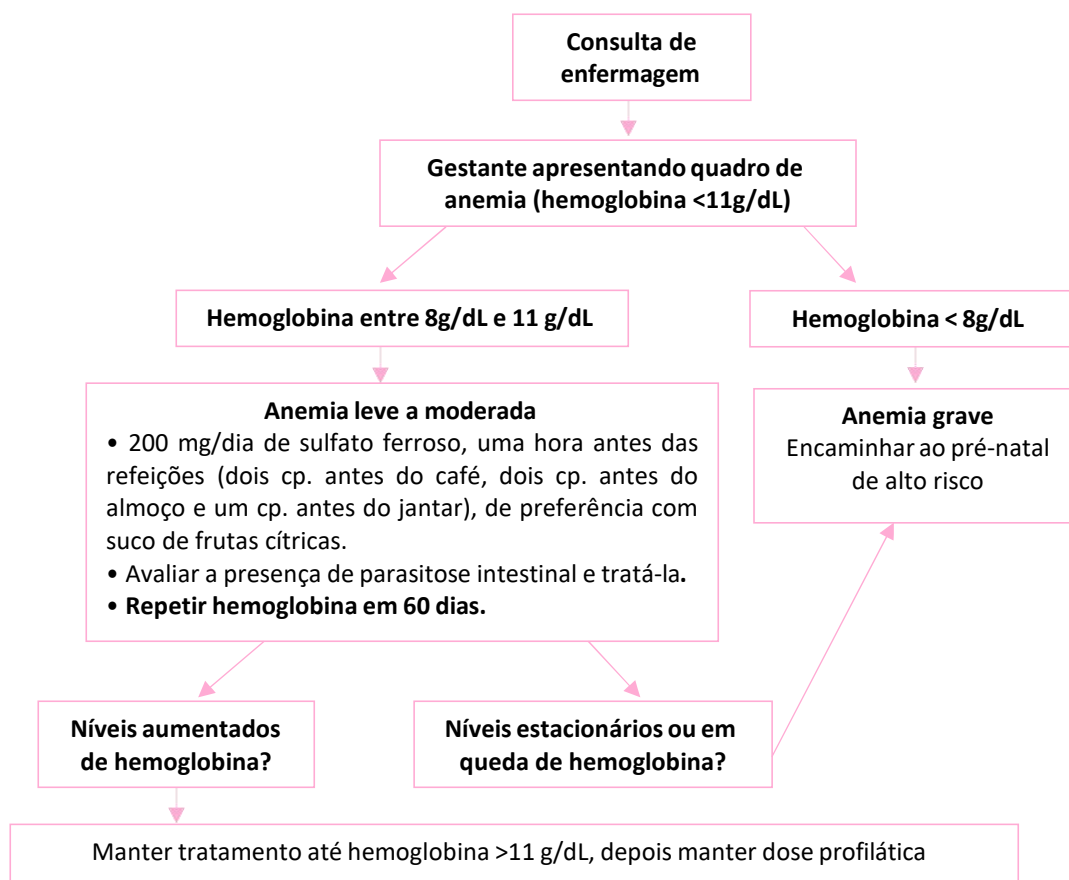 Consulta de
enfermagem
Gestante apresentando quadro de
anemia (hemoglobina <11g/dL)
Hemoglobina entre 8g/dL e 11 g/dL
Hemoglobina < 8g/dL
Anemia leve a moderada
• 200 mg/dia de sulfato ferroso, uma hora antes das
refeições (dois cp. antes do café, dois cp. antes do
almoço e um cp. antes do jantar), de preferência com
suco de frutas cítricas.
• Avaliar a presença de parasitose intestinal e tratá-la.
• Repetir hemoglobina em 60 dias.
Anemia grave
Encaminhar ao pré-natal
de alto risco
Níveis aumentados
de hemoglobina?
Níveis estacionários ou em
queda de hemoglobina?
Manter tratamento até hemoglobina >11 g/dL, depois manter dose profilática